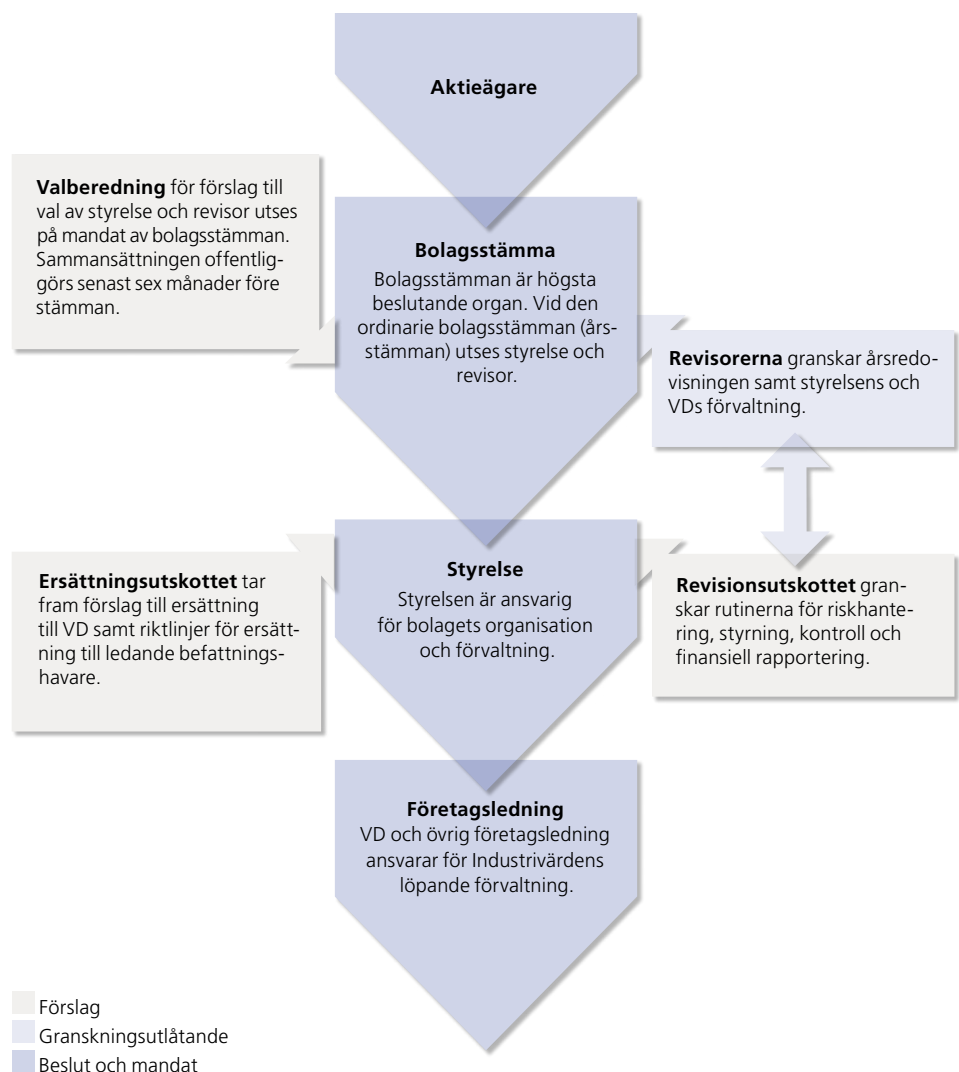 Aktieägare
Valberedning för förslag till
val av styrelse och revisor utses
på mandat av bolagsstämman.
Sammansättningen offentlig-
görs senast sex månader före
stämman.
Bolagsstämma
Bolagsstämman är högsta
beslutande organ. Vid den
ordinarie bolagsstämman (års-
stämman) utses styrelse och
revisor.
Revisorerna granskar årsredo-
visningen samt styrelsens och
VDs förvaltning.
Ersättningsutskottet tar
fram förslag till ersättning
till VD samt riktlinjer för ersätt-
ning till ledande befattnings-
havare.
Styrelse
Styrelsen är ansvarig
för bolagets organisation
och förvaltning.
Revisionsutskottet gran-
skar rutinerna för riskhante-
ring, styrning, kontroll och
finansiell rapportering.
Företagsledning
VD och övrig företagsledning
ansvarar för Industrivärdens
löpande förvaltning.
Förslag
Granskningsutlåtande
Beslut och mandat